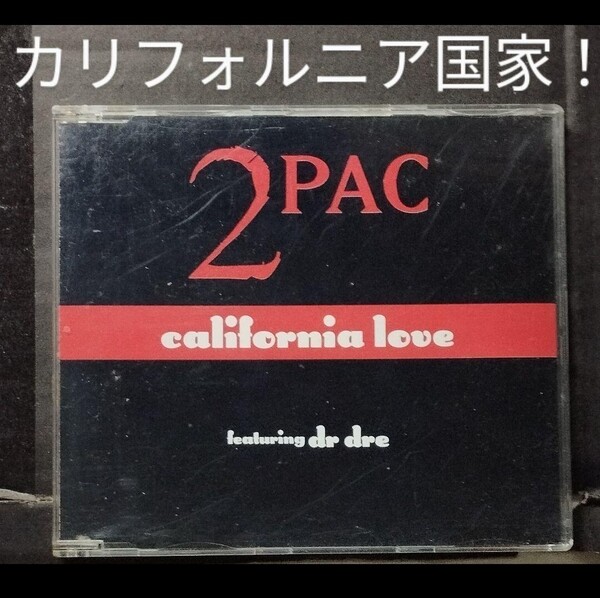 カリフォルニア国家！
2PAC
california love
featuring dr dre